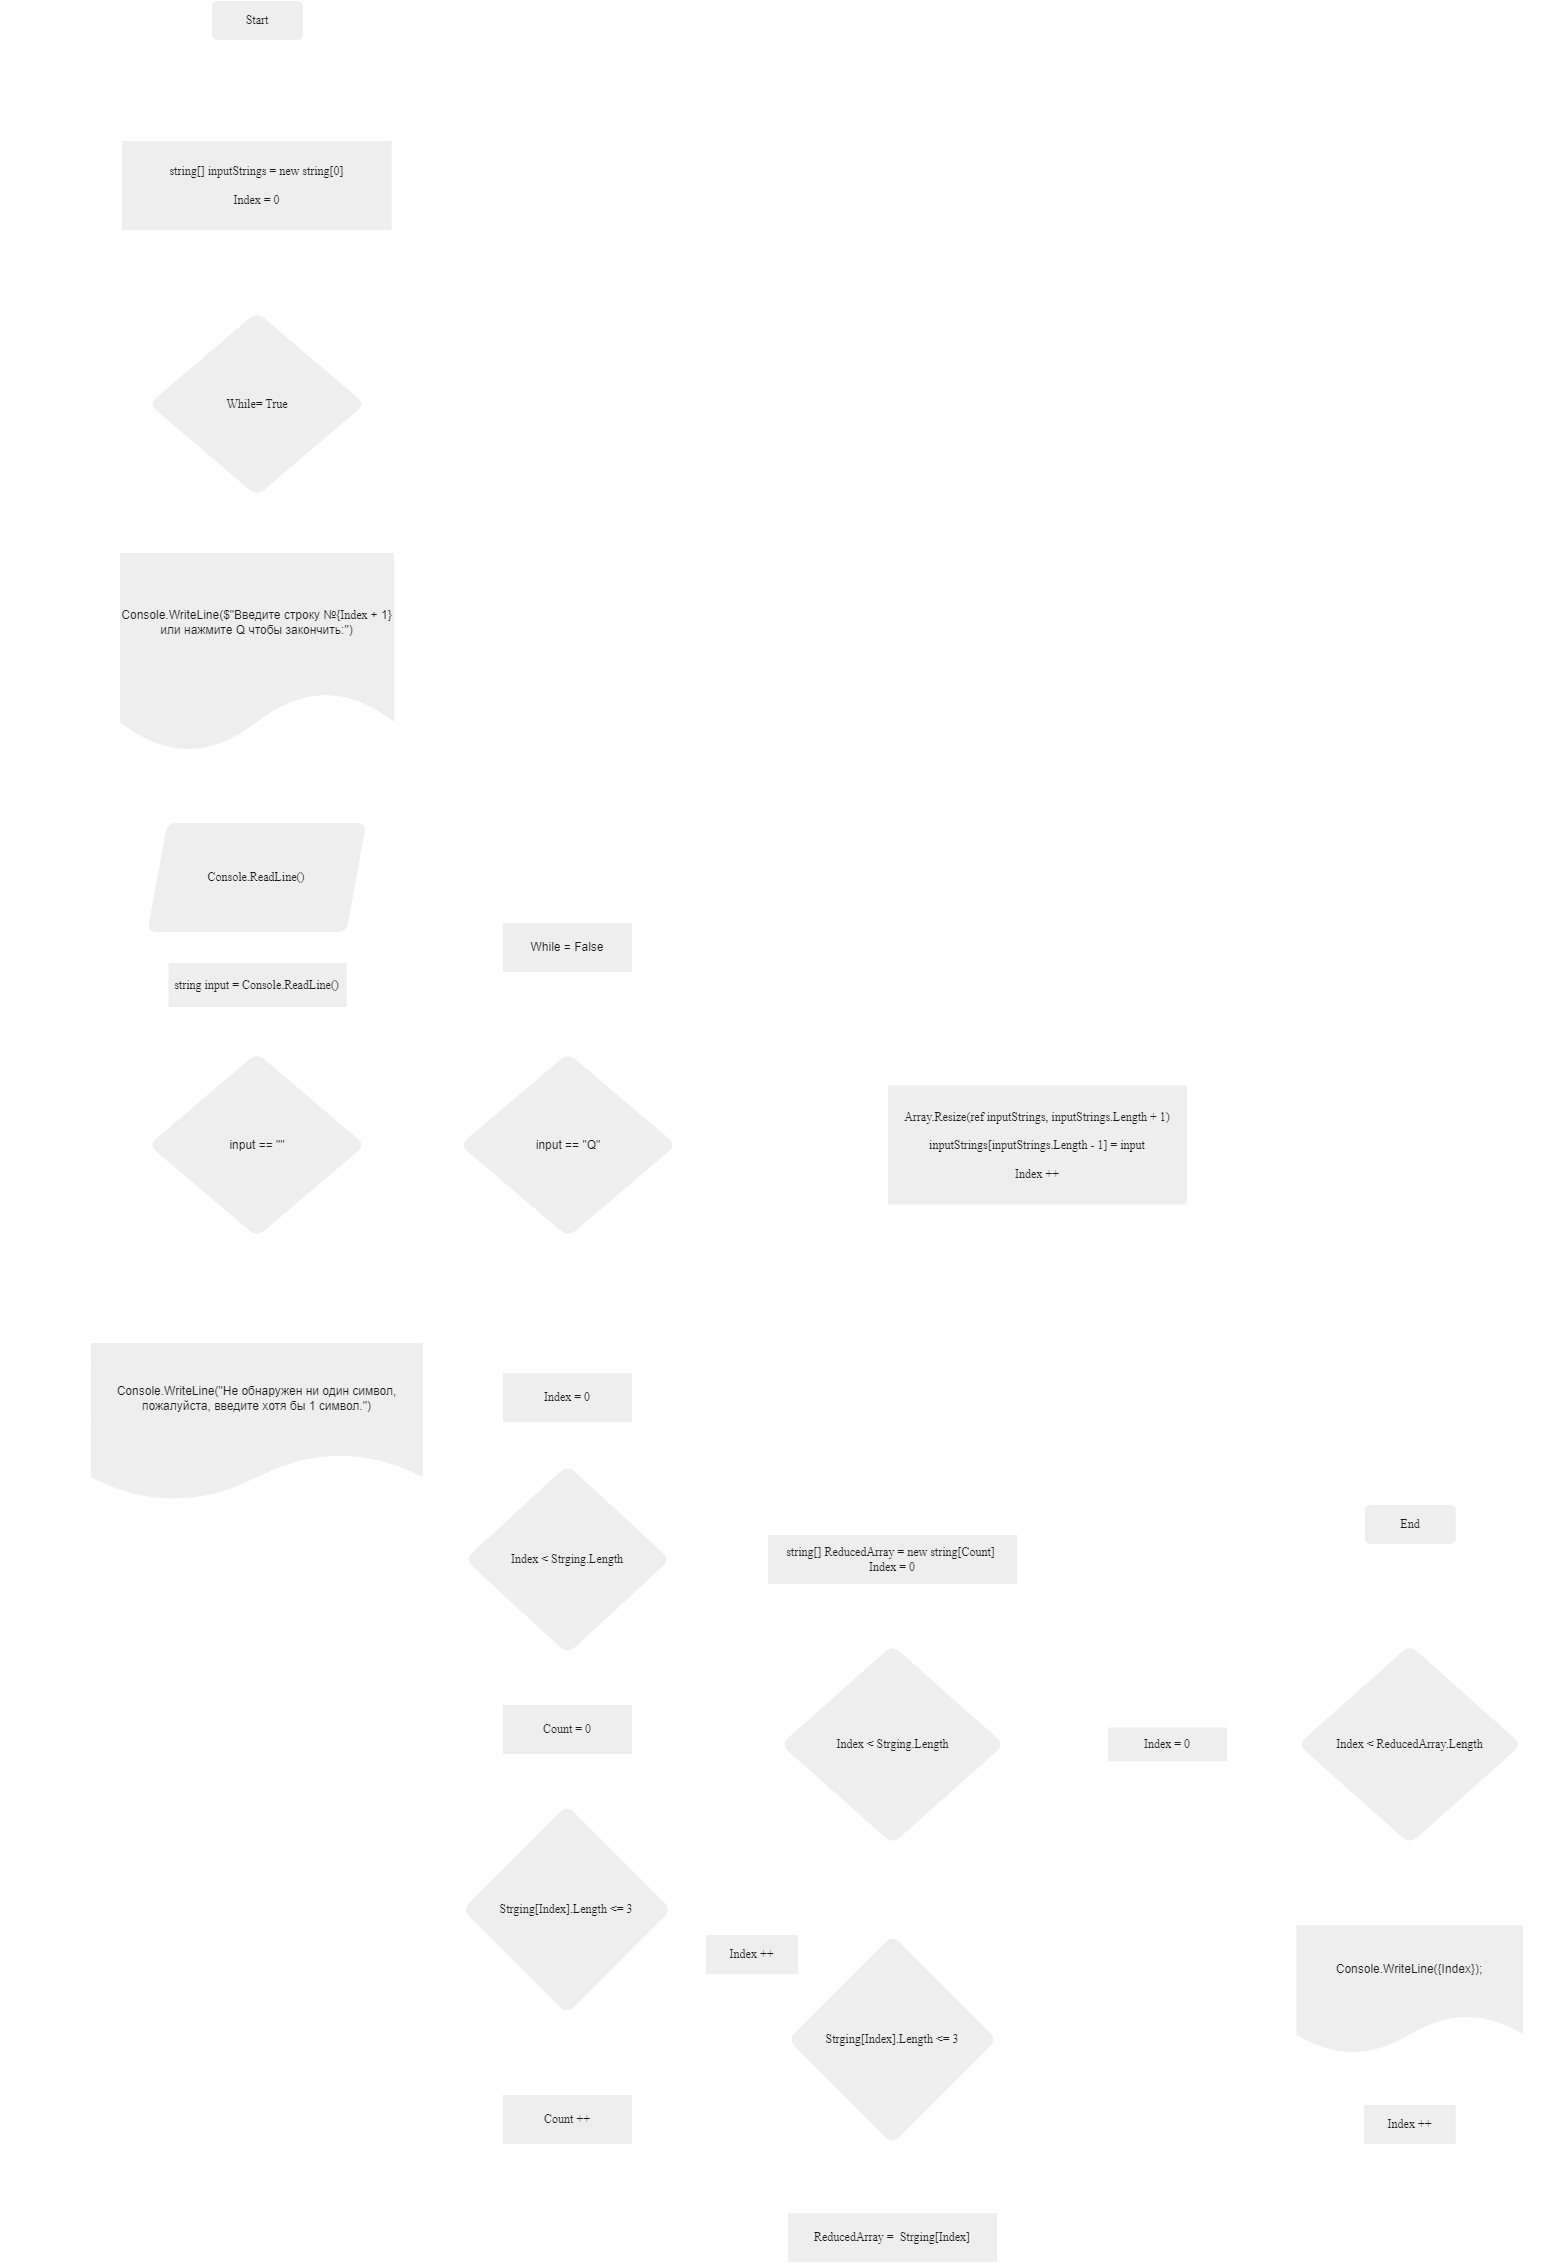 Start
string[] inputStrings = new string[0]
Index = 0
While= True
Console.WriteLine($"Введите строку №{Index + 1}
или нажмите Q чтобы закончить:")
Console.ReadLine()
While = False
string input = Console.ReadLine()
input == ""
input == "Q"
Array.Resize(ref inputStrings, inputStrings.Length + 1)
inputStrings[inputStrings.Length - 1] = input
Index ++
Console.WriteLine("Не обнаружен ни один символ,
пожалуйста, введите хотя бы 1 символ.")
Index = 0
Index < Strging.Length
string[] ReducedArray = new string[Count]
Index = 0
End
Count = 0
Index < Strging.Length
Index = 0
Index < ReducedArray.Length
Strging[Index].Length <= 3
Index ++
Strging[Index].Length <= 3
Console.WriteLine({Index});
Count ++
Index ++
ReducedArray =  Strging[Index]